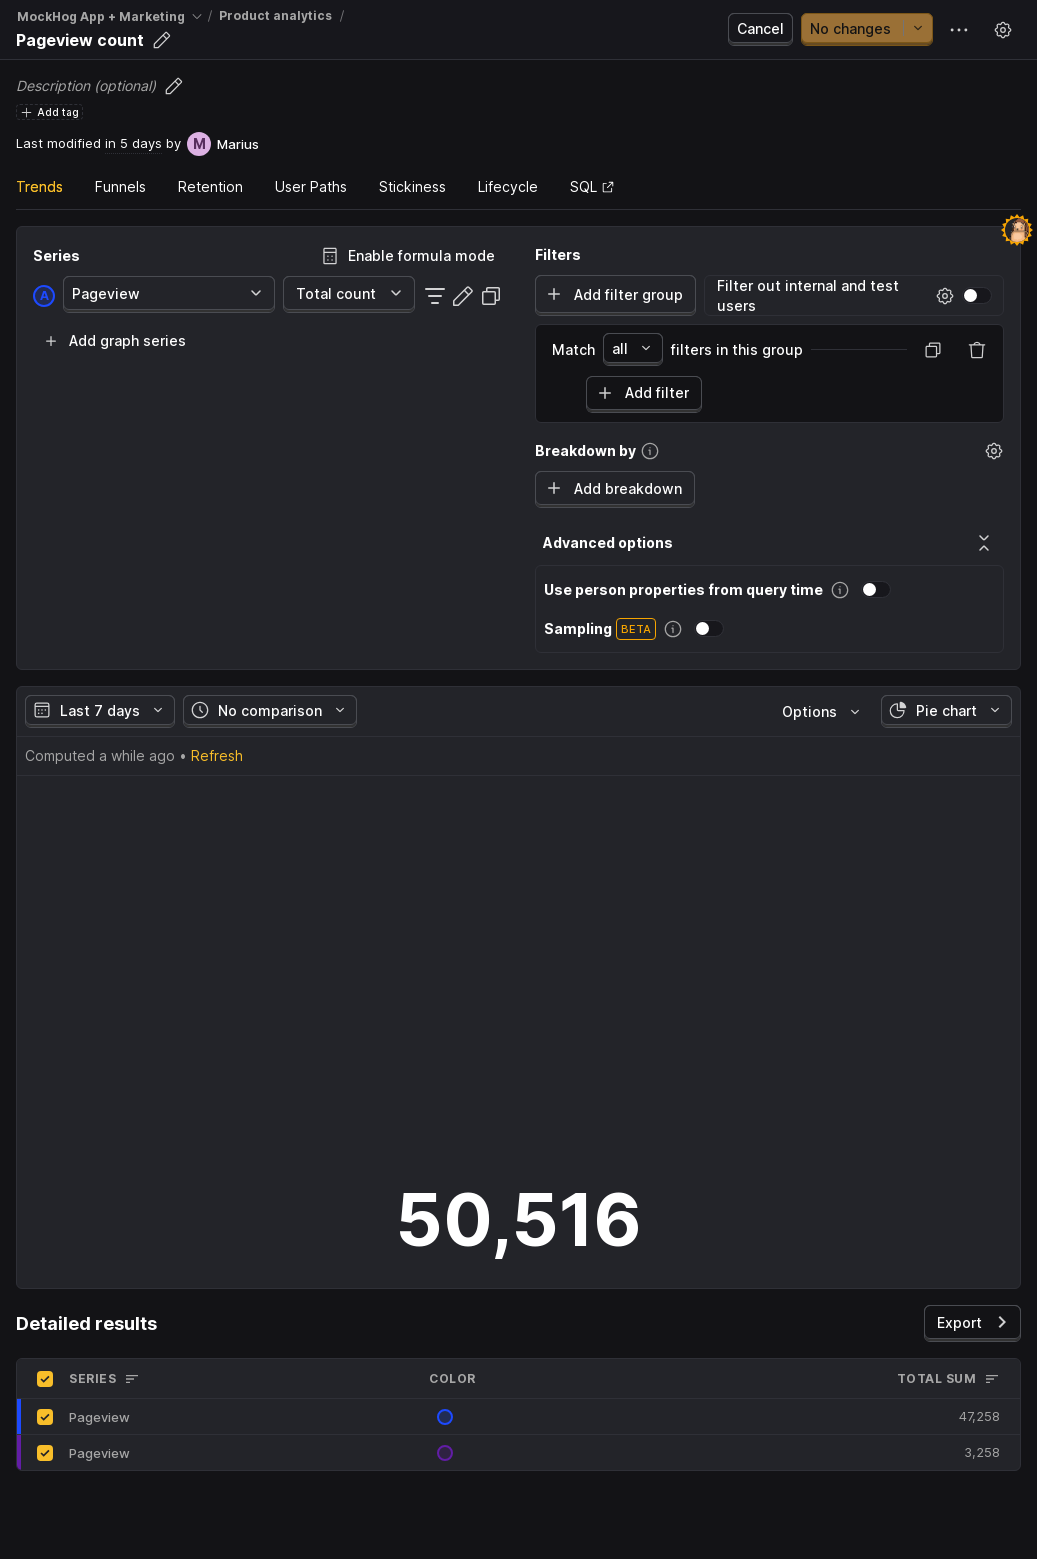 MockHog App + Marketing / Product analytics /
Pageview count
Cancel
No changes
Description (optional)
Add tag
Last modified in 5 days by M Marius
Trends Funnels Retention User Paths Stickiness Lifecycle SQL
Series
Enable formula mode
A Pageview Total count
Add graph series
Filters
Add filter group
Filter out internal and test
users
Match all filters in this group
Add filter
Breakdown by
Add breakdown
Advanced options
Use person properties from query time
Sampling BETA
Last 7 days No comparison Options Pie chart
Computed a while ago • Refresh
50,516
Detailed results
Export
SERIES COLOR TOTAL SUM
Pageview 47,258
Pageview 3,258